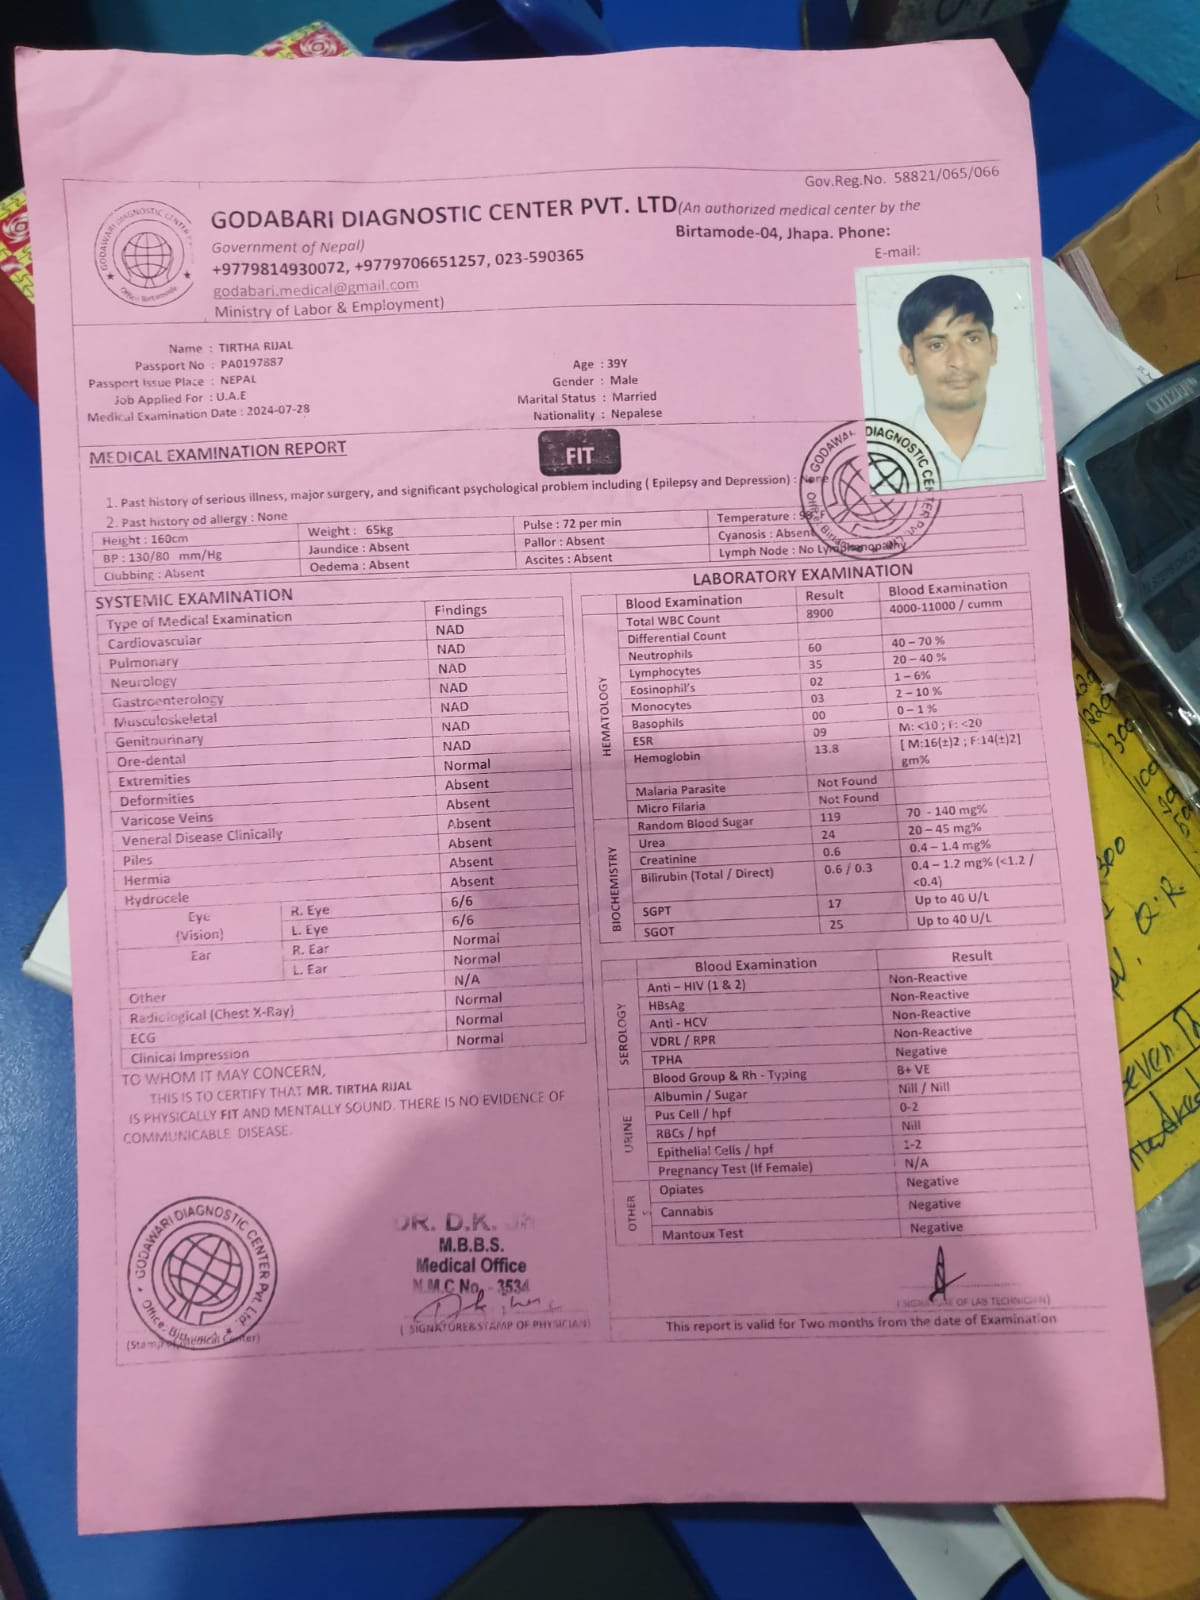 Gov.Reg.No. 58821/065/066
GODABARI DIAGNOSTIC CENTER PVT. LTD(An authorized medical center by the
Government of Nepal)
Birtamode-04, Jhapa. Phone:
+9779814930072, +9779706651257, 023-590365
E-mail:
godabari.medical@gmail.com
Ministry of Labor & Employment)
Name : TIRTHA RIJAL
Passport No : PA0197887
Passport Issue Place : NEPAL
Job Applied For : U.A.E
Medical Examination Date : 2024-07-28
Age : 39Y
Gender : Male
Marital Status : Married
Nationality : Nepalese
MEDICAL EXAMINATION REPORT
FIT
1. Past history of serious illness, major surgery, and significant psychological problem including ( Epilepsy and Depression) : None
2. Past history od allergy : None
Height : 160cm Weight : 65kg Pulse : 72 per min Temperature :
BP : 130/80 mm/Hg Jaundice : Absent Pallor : Absent Cyanosis : Absent
Clubbing : Absent Oedema : Absent Ascites : Absent Lymph Node : No
GODAWARI DIAGNOSTIC CENTER Pvt. Ltd.
SYSTEMIC EXAMINATION
Type of Medical Examination Findings
Cardiovascular NAD
Pulmonary NAD
Neurology NAD
Gastroenterology NAD
Musculoskeletal NAD
Genitourinary NAD
Ore-dental NAD
Extremities Normal
Deformities Absent
Varicose Veins Absent
Veneral Disease Clinically Absent
Piles Absent
Hermia Absent
Hydrocele Absent
Eye (Vision) R. Eye 6/6
L. Eye 6/6
Ear R. Ear Normal
L. Ear Normal
Other N/A
Radiological (Chest X-Ray) Normal
ECG Normal
Clinical Impression Normal
TO WHOM IT MAY CONCERN,
THIS IS TO CERTIFY THAT MR. TIRTHA RIJAL
IS PHYSICALLY FIT AND MENTALLY SOUND. THERE IS NO EVIDENCE OF
COMMUNICABLE DISEASE.
LABORATORY EXAMINATION
HEMATOLOGY
Blood Examination Result Blood Examination
Total WBC Count 8900 4000-11000 / cumm
Differential Count
Neutrophils 60 40 – 70 %
Lymphocytes 35 20 – 40 %
Eosinophil's 02 1 – 6%
Monocytes 03 2 – 10 %
Basophils 00 0 – 1 %
ESR 09 M: <10 ; F: <20
Hemoglobin 13.8 [ M:16(±)2 ; F:14(±)2] gm%
Malaria Parasite Not Found
Micro Filaria Not Found
BIOCHEMISTRY
Random Blood Sugar 119 70 - 140 mg%
Urea 24 20 – 45 mg%
Creatinine 0.6 0.4 – 1.4 mg%
Bilirubin (Total / Direct) 0.6 / 0.3 0.4 – 1.2 mg% (<1.2 / <0.4)
SGPT 17 Up to 40 U/L
SGOT 25 Up to 40 U/L
SEROLOGY
Blood Examination Result
Anti – HIV (1 & 2) Non-Reactive
HBsAg Non-Reactive
Anti - HCV Non-Reactive
VDRL / RPR Non-Reactive
TPHA Negative
Blood Group & Rh - Typing B+ VE
URINE
Albumin / Sugar Nill / Nill
Pus Cell / hpf 0-2
RBCs / hpf Nill
Epithelial Cells / hpf 1-2
Pregnancy Test (If Female) N/A
OTHER
Opiates Negative
Cannabis Negative
Mantoux Test Negative
GODAWARI DIAGNOSTIC CENTER Pvt. Ltd.
DR. D.K.
M.B.B.S.
Medical Office
N.M.C No. - 3534
( SIGNATURE&STAMP OF PHYSICIAN)
(SIGNATURE OF LAB TECHNICIAN)
This report is valid for Two months from the date of Examination
CITIZEN